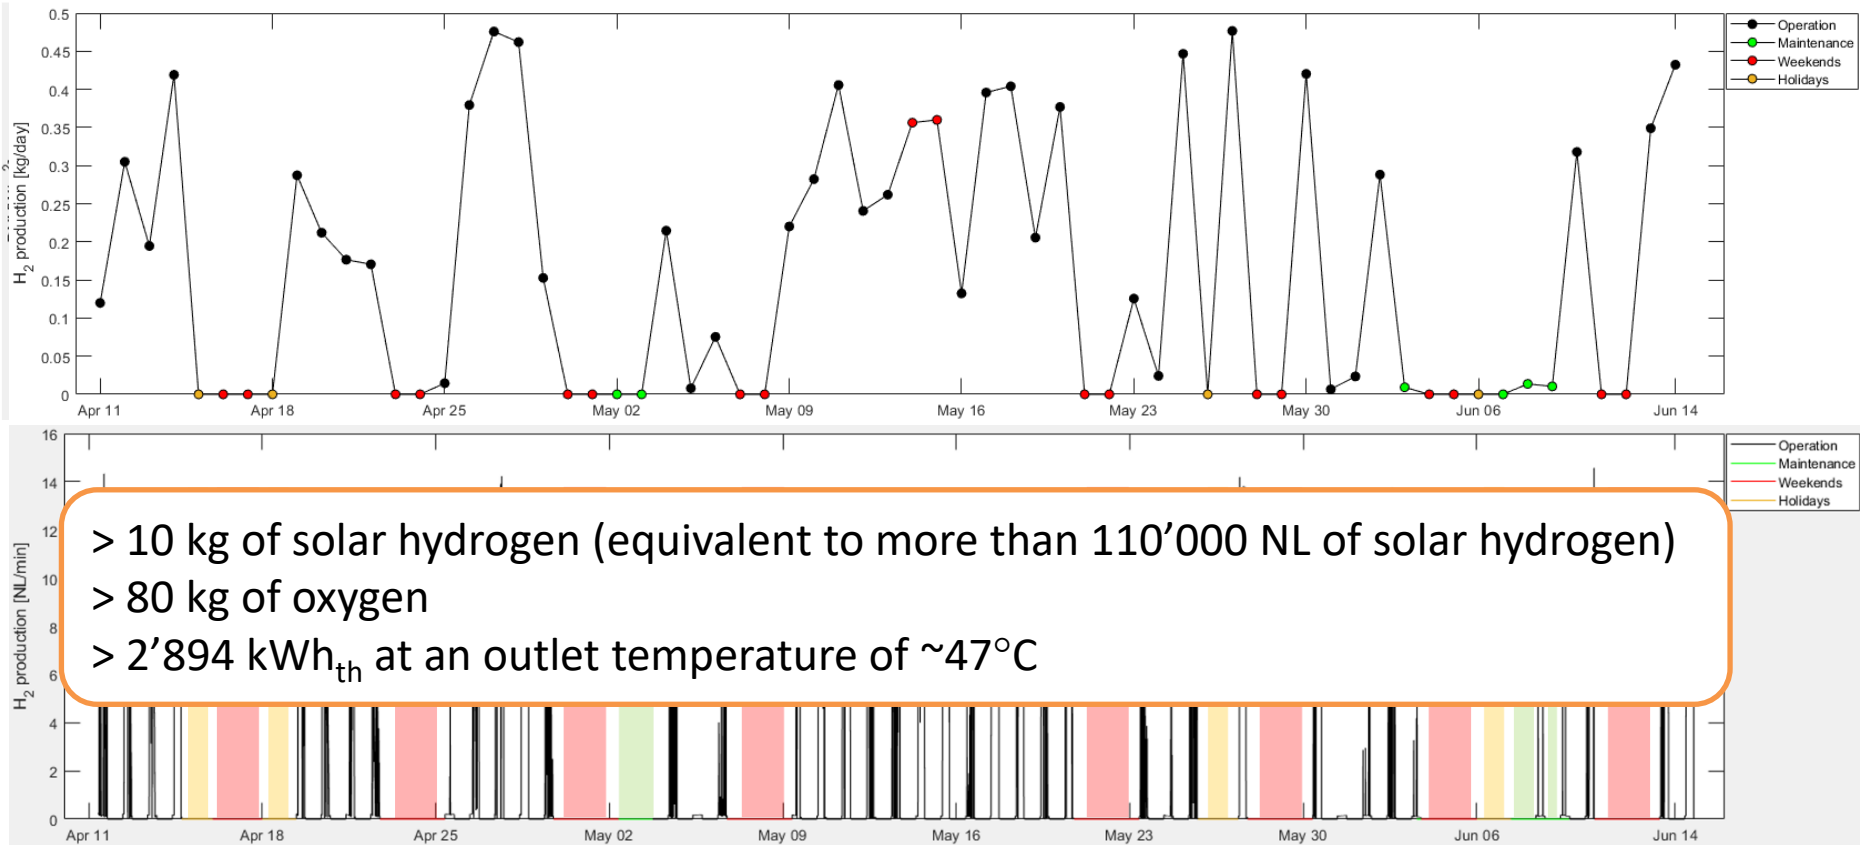 0.5
0.45
0.4
0.35
0.3
0.25
0.2
0.15
0.1
0.05
0
H2 production [kg/day]
Apr 11 Apr 18 Apr 25 May 02 May 09 May 16 May 23 May 30 Jun 06 Jun 14
Operation
Maintenance
Weekends
Holidays
16
14
12
10
8
6
4
2
0
H2 production [NL/min]
> 10 kg of solar hydrogen (equivalent to more than 110’000 NL of solar hydrogen)
> 80 kg of oxygen
> 2’894 kWhth at an outlet temperature of ~47°C
Apr 11 Apr 18 Apr 25 May 02 May 09 May 16 May 23 May 30 Jun 06 Jun 14
Operation
Maintenance
Weekends
Holidays